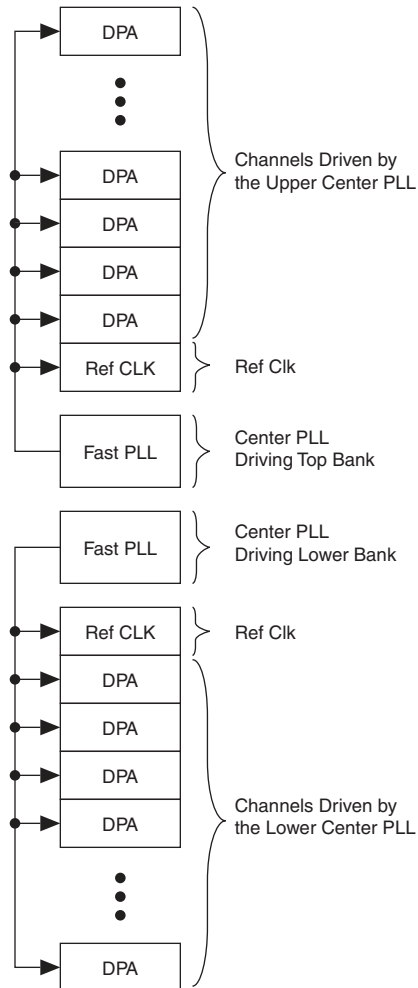 DPA
DPA
Channels Driven by
the Upper Center PLL
DPA
DPA
DPA
Ref CLK
Ref Clk
Fast PLL
Center PLL
Driving Top Bank
Fast PLL
Center PLL
Driving Lower Bank
Ref CLK
Ref Clk
DPA
DPA
DPA
DPA
Channels Driven by
the Lower Center PLL
DPA